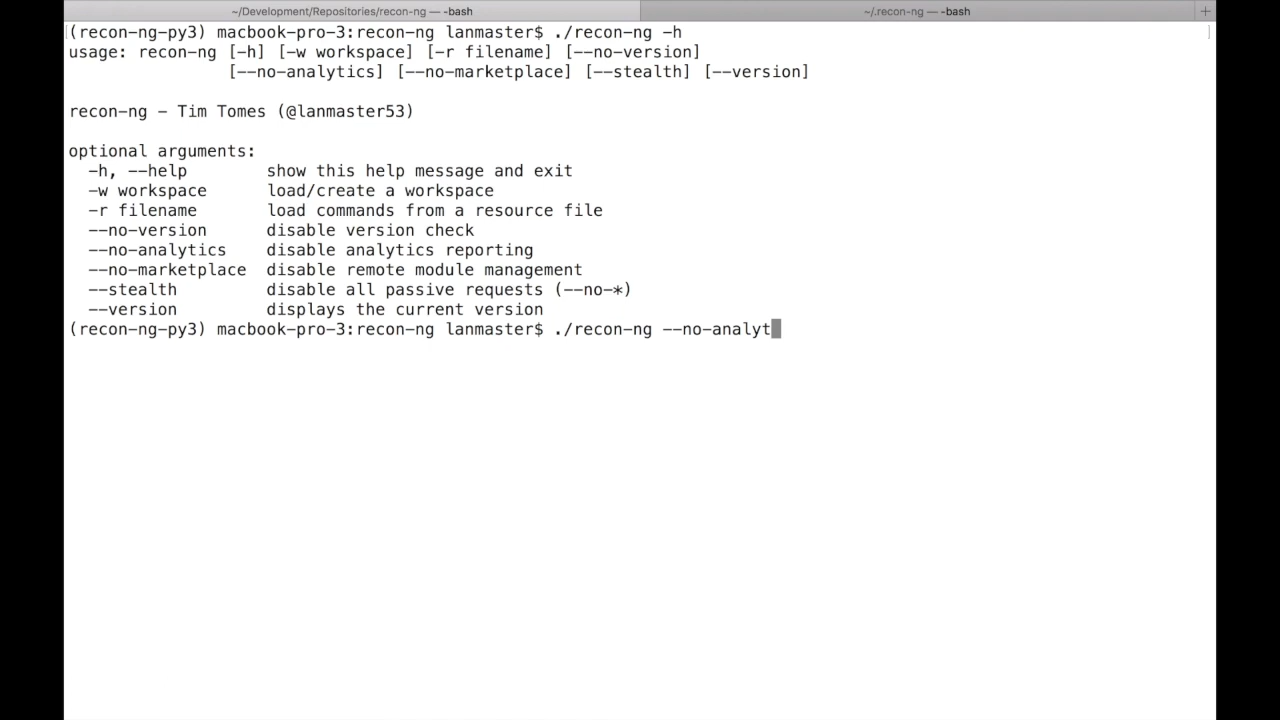 ~/Development/Repositories/recon-ng — -bash
~/.recon-ng — -bash
+
(recon-ng-py3) macbook-pro-3:recon-ng lanmaster$ ./recon-ng -h
usage: recon-ng [-h] [-w workspace] [-r filename] [--no-version]
[--no-analytics] [--no-marketplace] [--stealth] [--version]
recon-ng - Tim Tomes (@lanmaster53)
optional arguments:
-h, --help show this help message and exit
-w workspace load/create a workspace
-r filename load commands from a resource file
--no-version disable version check
--no-analytics disable analytics reporting
--no-marketplace disable remote module management
--stealth disable all passive requests (--no-*)
--version displays the current version
(recon-ng-py3) macbook-pro-3:recon-ng lanmaster$ ./recon-ng --no-analyt